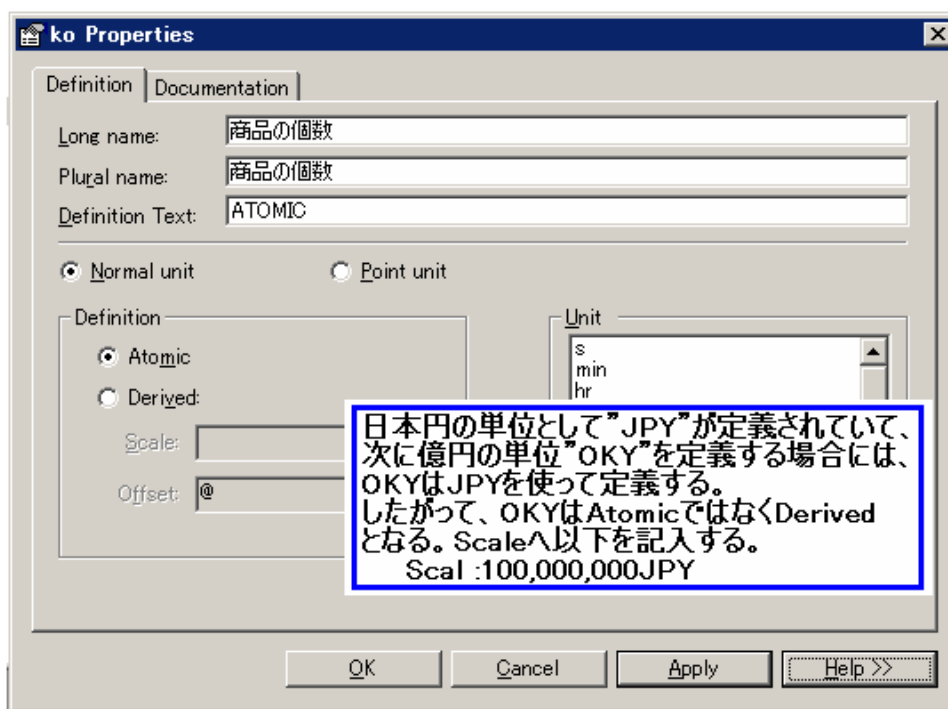 ko Properties
Definition
Documentation
Long name:
商品の個数
Plural name:
商品の個数
Definition Text:
ATOMIC
Normal unit
Point unit
Definition
Atomic
Derived:
Scale:
Offset:
@
Unit
s
min
hr
日本円の単位として"JPY"が定義されていて、
次に億円の単位"OKY"を定義する場合には、
OKYはJPYを使って定義する。
したがって、OKYはAtomicではなくDerived
となる。Scaleへ以下を記入する。
Scal :100,000,000JPY
OK
Cancel
Apply
Help >>